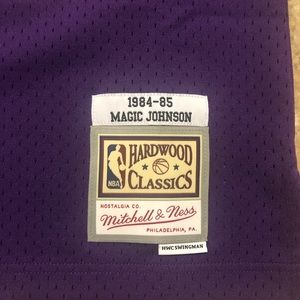 1984-85
MAGIC JOHNSON
HARDWOOD
NBA
CLASSICS
NOSTALGIA CO.
Mitchell & Ness
PHILADELPHIA, PA.
HWC SWINGMAN